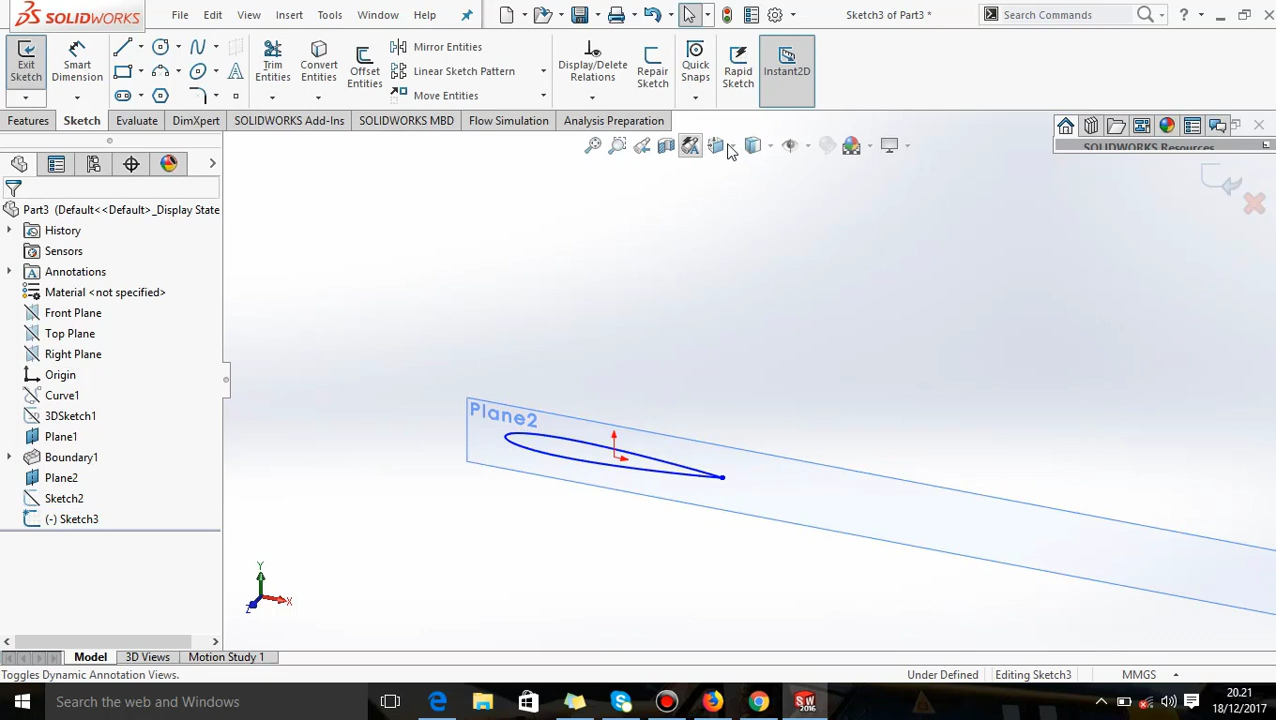 SOLIDWORKS File Edit View Insert Tools Window Help Sketch3 of Part3 * Search Commands ?
Exit Sketch Smart Dimension Trim Entities Convert Entities Offset Entities Mirror Entities Linear Sketch Pattern Move Entities Display/Delete Relations Repair Sketch Quick Snaps Rapid Sketch Instant2D
Features Sketch Evaluate DimXpert SOLIDWORKS Add-Ins SOLIDWORKS MBD Flow Simulation Analysis Preparation
SOLIDWORKS Resources
Part3 (Default<<Default>_Display State
History
Sensors
Annotations
Material <not specified>
Front Plane
Top Plane
Right Plane
Origin
Curve1
3DSketch1
Plane1
Boundary1
Plane2
Sketch2
(-) Sketch3
Plane2
Y
X
Z
Model 3D Views Motion Study 1
Toggles Dynamic Annotation Views. Under Defined Editing Sketch3 MMGS
Search the web and Windows
SW 2016
20.21
18/12/2017